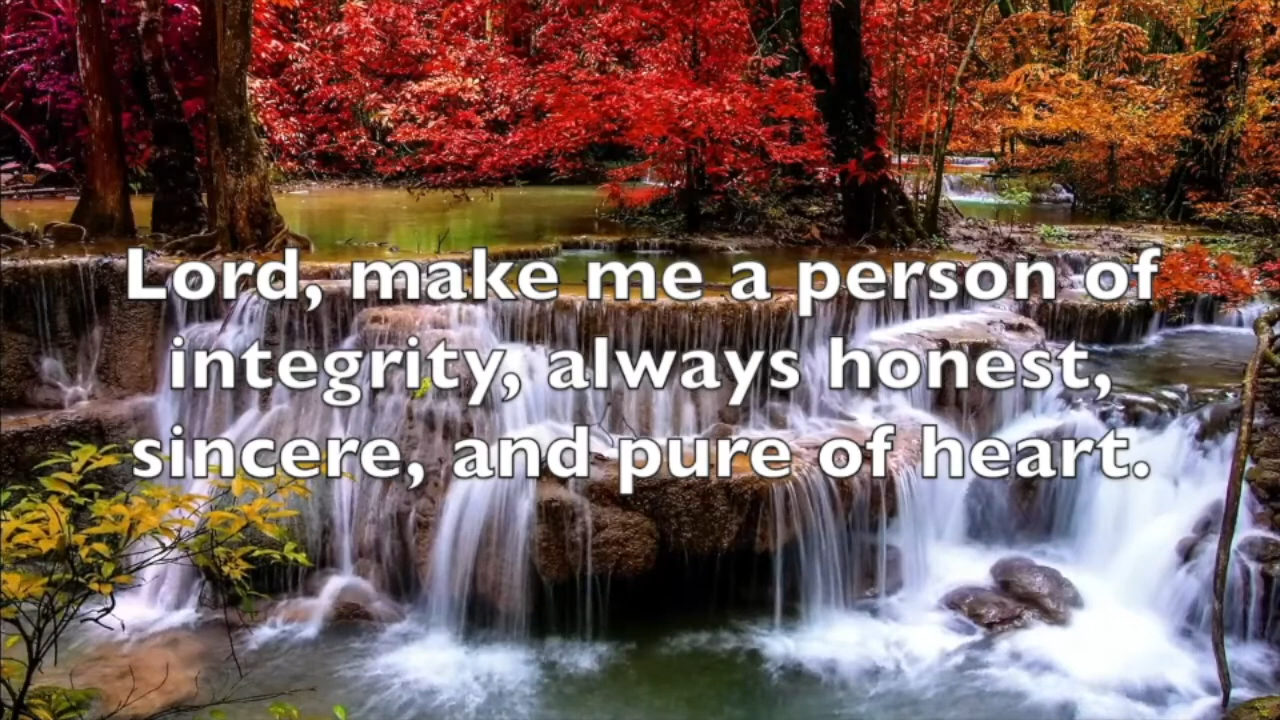 Lord, make me a person of
integrity, always honest,
sincere, and pure of heart.